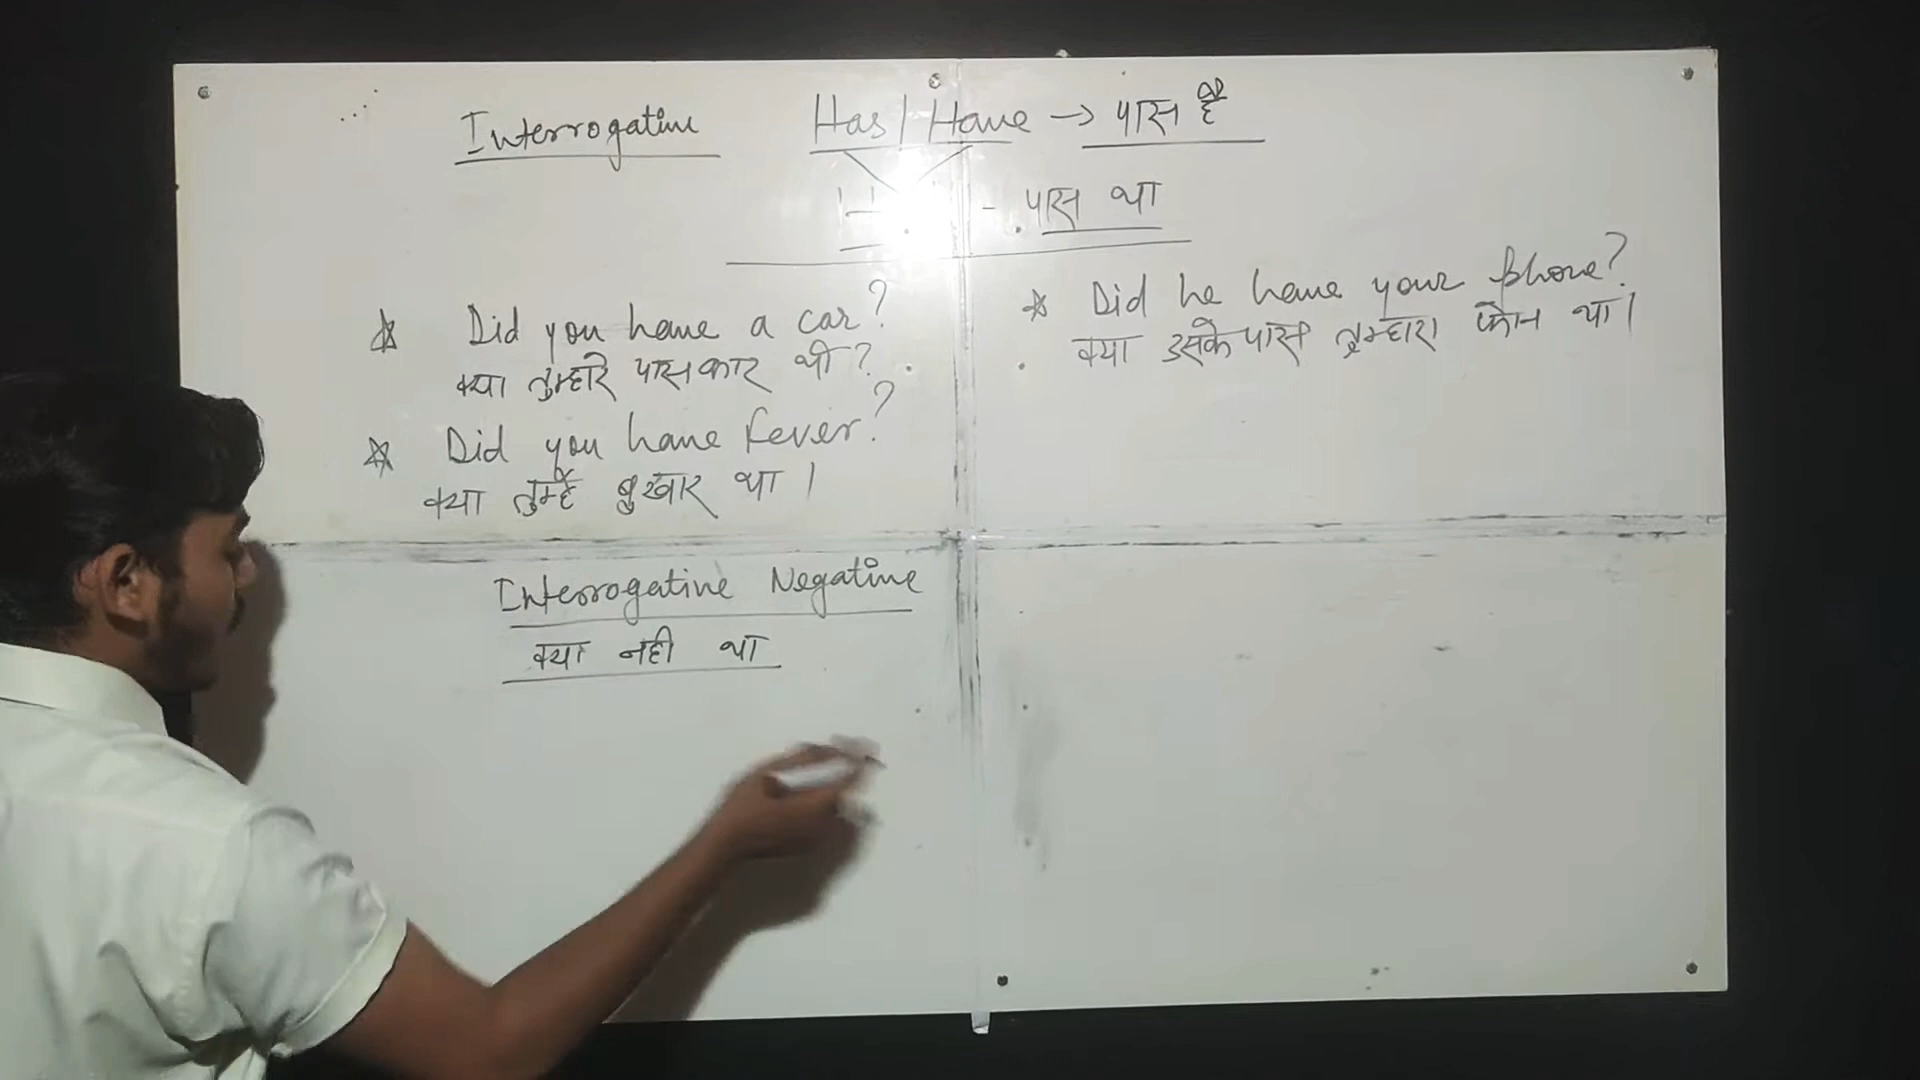 Interrogative Has/Have → पास है
- पास था
Did you have a car?
क्या तुम्हारे पास कार थी?
Did you have fever?
क्या तुम्हें बुखार था।
Did he have your phone?
क्या उसके पास तुम्हारा फोन था।
Interrogative Negative
क्या नही था